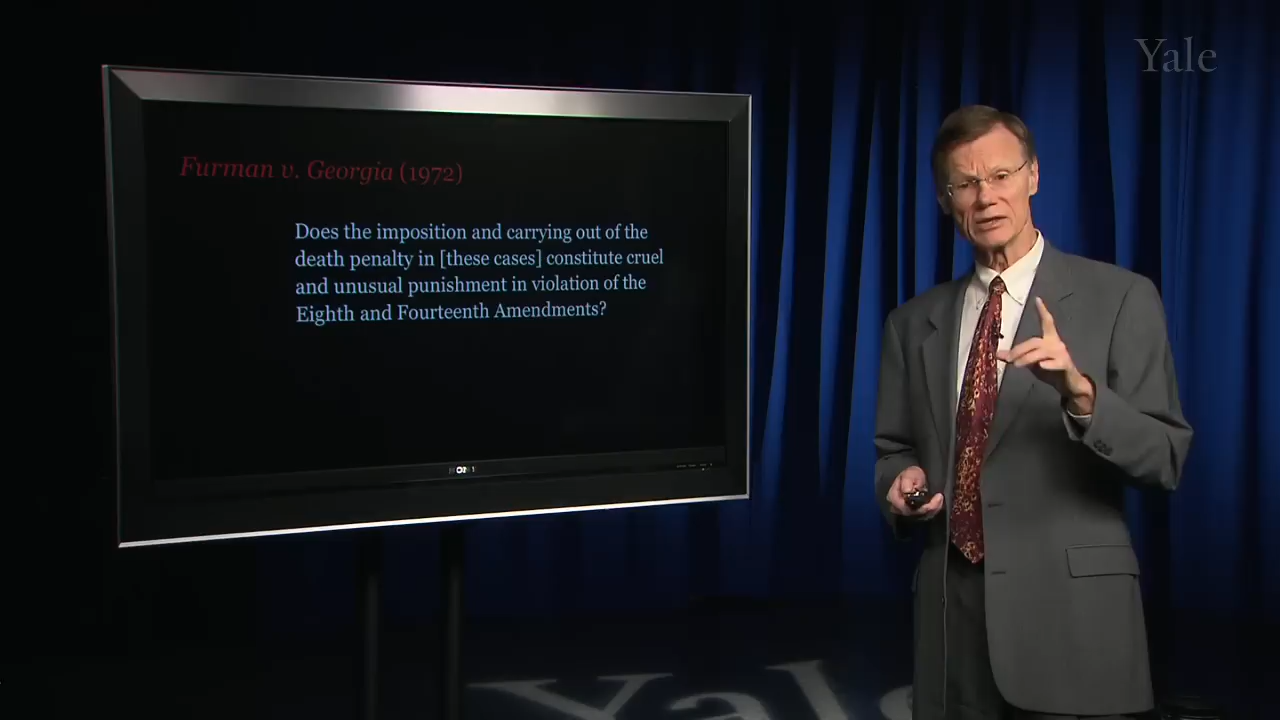 Yale
Furman v. Georgia (1972)
Does the imposition and carrying out of the
death penalty in [these cases] constitute cruel
and unusual punishment in violation of the
Eighth and Fourteenth Amendments?
Yale